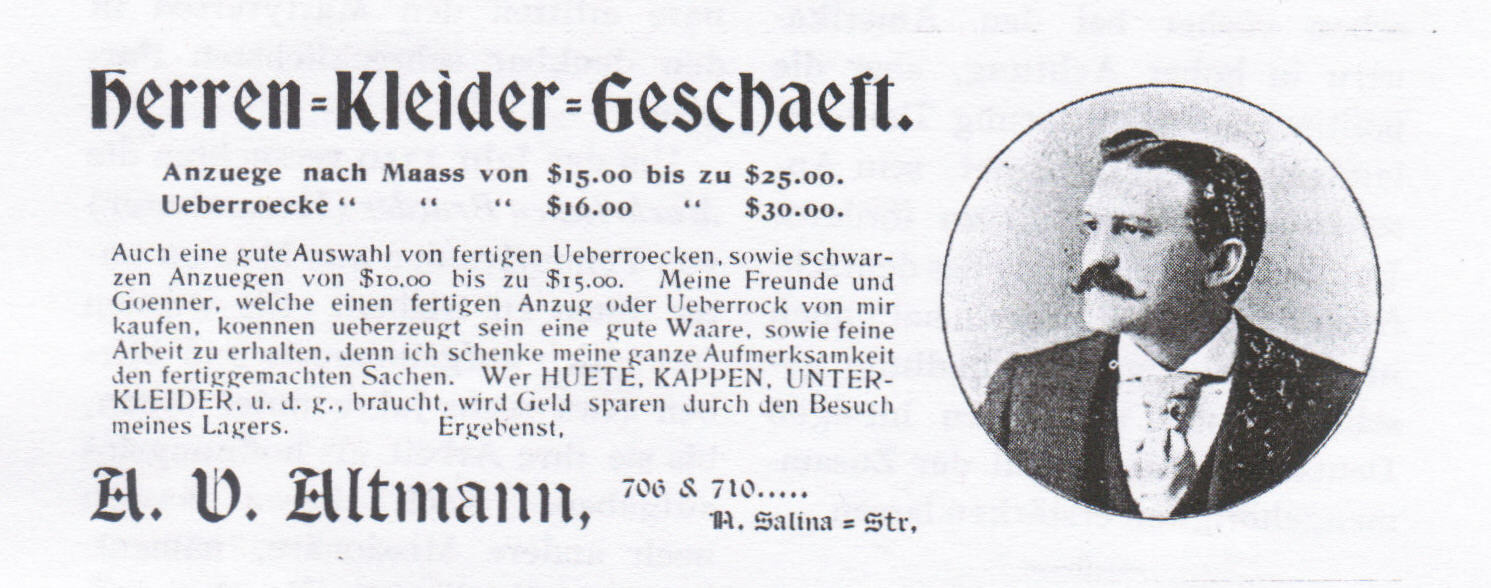 Herren=Kleider=Geschaeft.
Anzuege nach Maass von $15.00 bis zu $25.00.
Ueberroecke “ “ “ $16.00 “ $30.00.
Auch eine gute Auswahl von fertigen Ueberroecken, sowie schwar-
zen Anzuegen von $10.00 bis zu $15.00. Meine Freunde und
Goenner, welche einen fertigen Anzug oder Ueberrock von mir
kaufen, koennen ueberzeugt sein eine gute Waare, sowie feine
Arbeit zu erhalten, denn ich schenke meine ganze Aufmerksamkeit
den fertiggemachten Sachen. Wer HUETE, KAPPEN, UNTER-
KLEIDER, u. d. g., braucht, wird Geld sparen durch den Besuch
meines Lagers. Ergebenst,
A. V. Altmann, 706 & 710.....
N. Salina = Str,